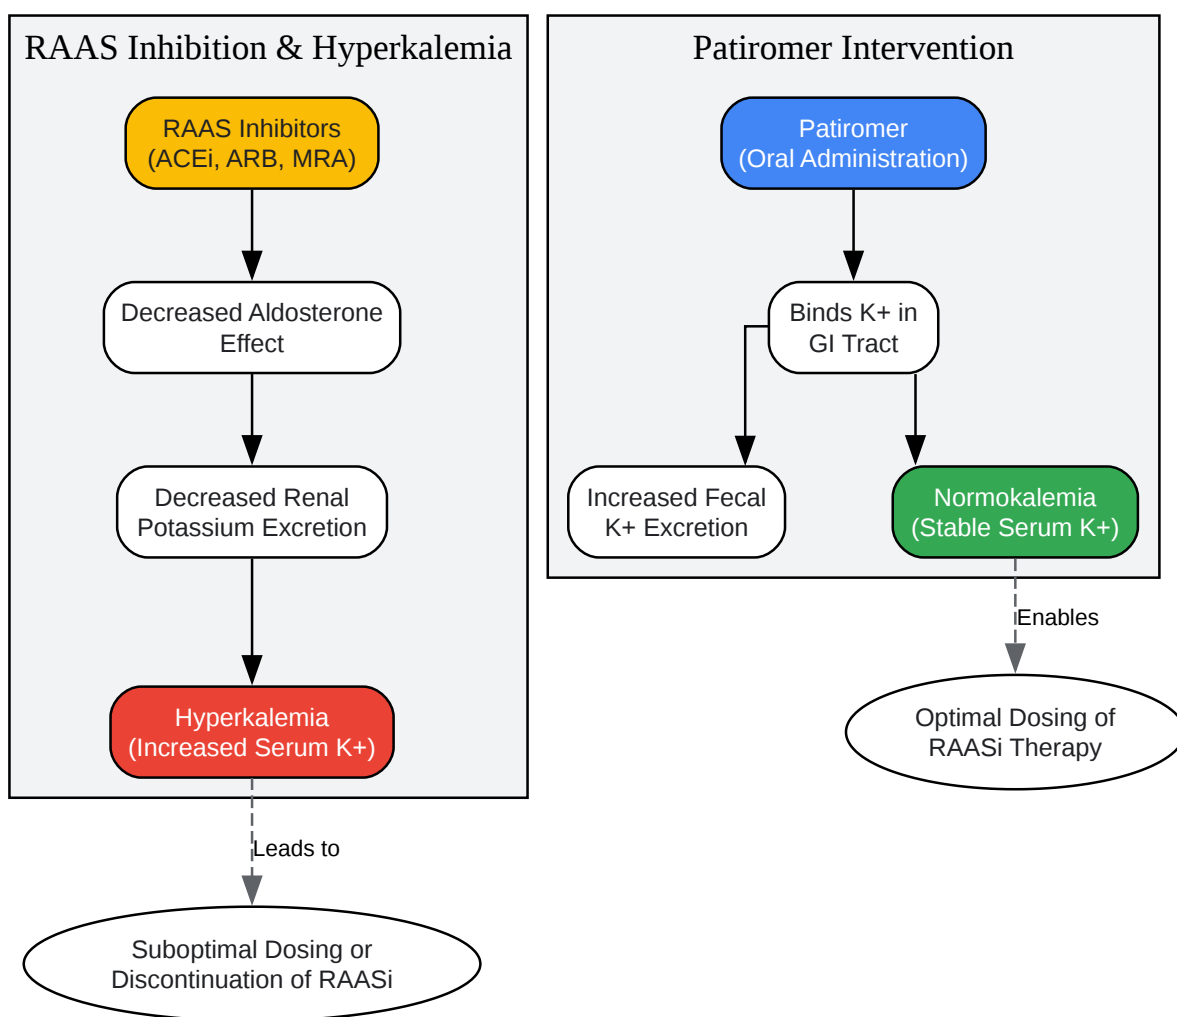 RAAS Inhibition & Hyperkalemia
RAAS Inhibitors
(ACEi, ARB, MRA)
Decreased Aldosterone
Effect
Decreased Renal
Potassium Excretion
Hyperkalemia
(Increased Serum K+)
Leads to
Suboptimal Dosing or
Discontinuation of RAASi
Patiromer Intervention
Patiromer
(Oral Administration)
Binds K+ in
GI Tract
Increased Fecal
K+ Excretion
Normokalemia
(Stable Serum K+)
Enables
Optimal Dosing of
RAASi Therapy